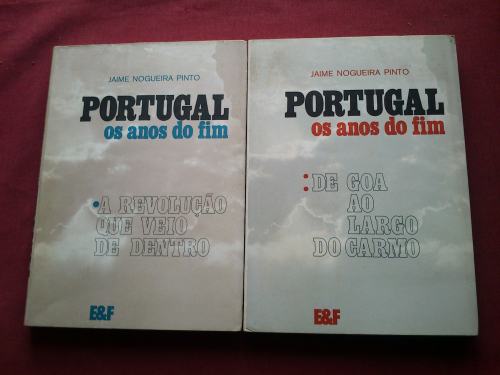 JAIME NOGUEIRA PINTO
PORTUGAL
os anos do fim
• A REVOLUÇÃO
QUE VEIO
DE DENTRO
E&F
JAIME NOGUEIRA PINTO
PORTUGAL
os anos do fim
: DE GOA
AO
LARGO
DO CARMO
E&F